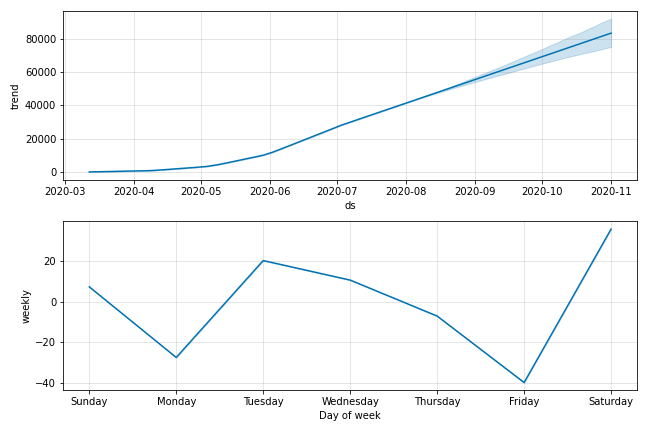 80000
60000
40000
20000
0
trend
2020-03 2020-04 2020-05 2020-06 2020-07 2020-08 2020-09 2020-10 2020-11
ds
20
0
−20
−40
weekly
Sunday Monday Tuesday Wednesday Thursday Friday Saturday
Day of week